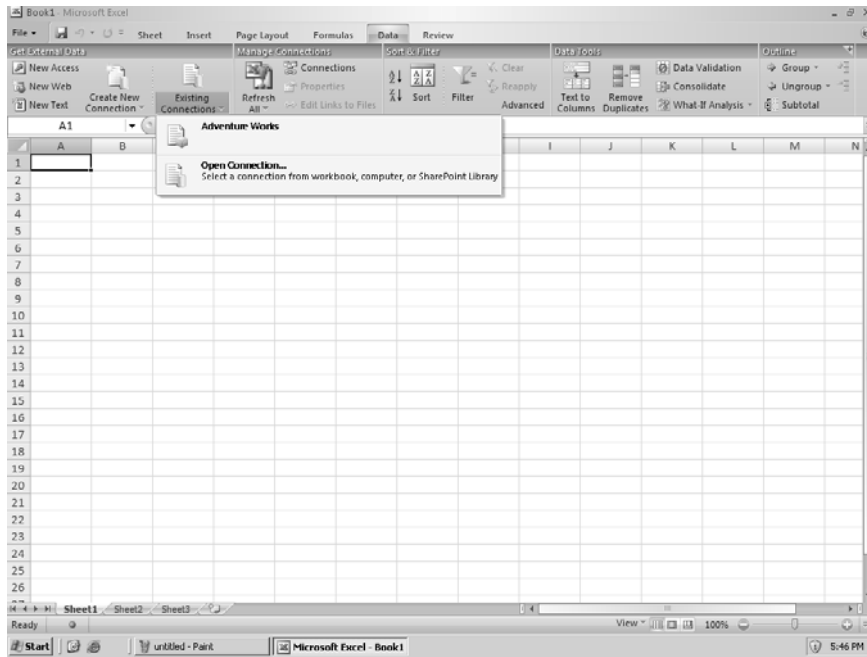 Book1 - Microsoft Excel
File Sheet Insert Page Layout Formulas Data Review
Get External Data Manage Connections Sort & Filter Data Tools Outline
New Access
New Web
New Text
Create New Connection
Existing Connections
Refresh All
Connections
Properties
Edit Links to Files
Sort
Filter
Clear
Reapply
Advanced
Text to Columns
Remove Duplicates
Data Validation
Consolidate
What-If Analysis
Group
Ungroup
Subtotal
A1
Adventure Works
Open Connection...
Select a connection from workbook, computer, or SharePoint Library
A B I J K L M N
1
2
3
4
5
6
7
8
9
10
11
12
13
14
15
16
17
18
19
20
21
22
23
24
25
26
Sheet1 Sheet2 Sheet3
Ready View 100%
Start untitled - Paint Microsoft Excel - Book1 5:46 PM